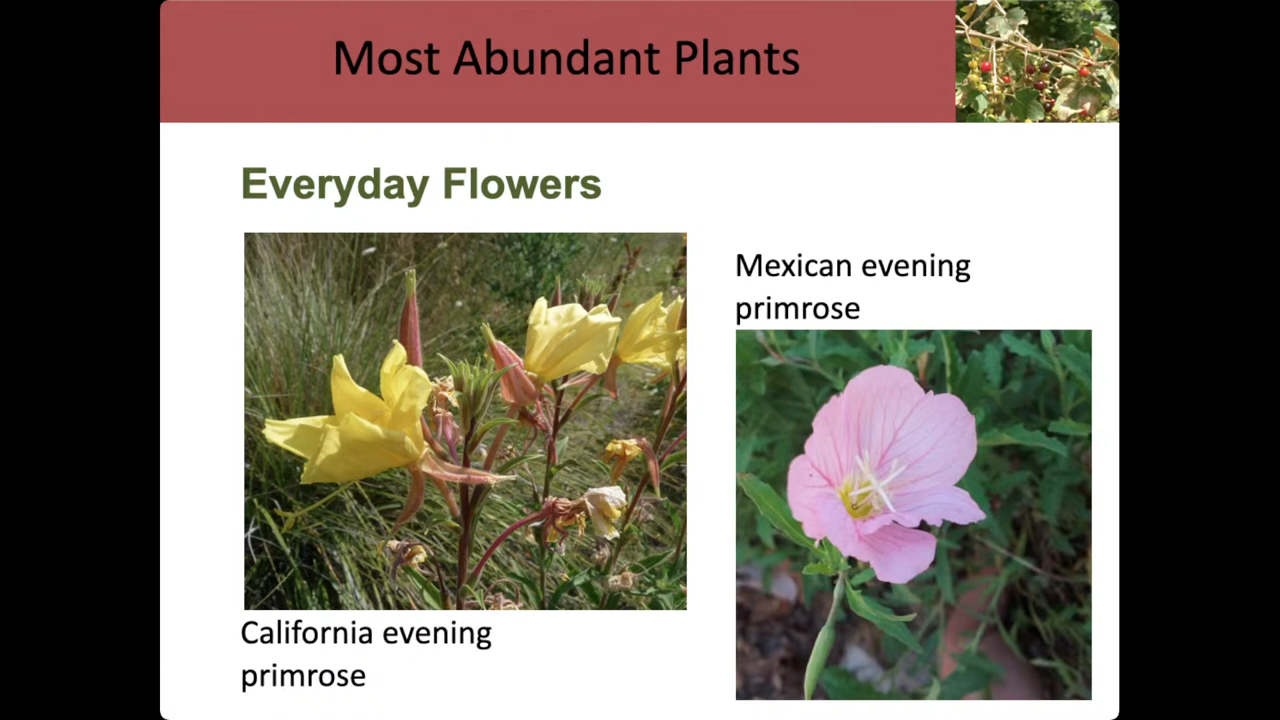 Most Abundant Plants
Everyday Flowers
Mexican evening
primrose
California evening
primrose